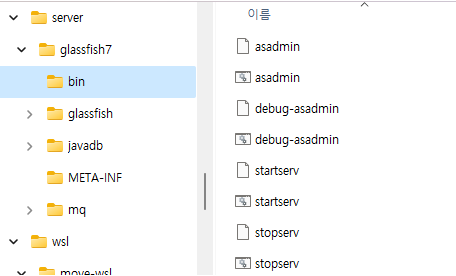 server
glassfish7
bin
glassfish
javadb
META-INF
mq
wsl
move-wsl
이름
asadmin
asadmin
debug-asadmin
debug-asadmin
startserv
startserv
stopserv
stopserv